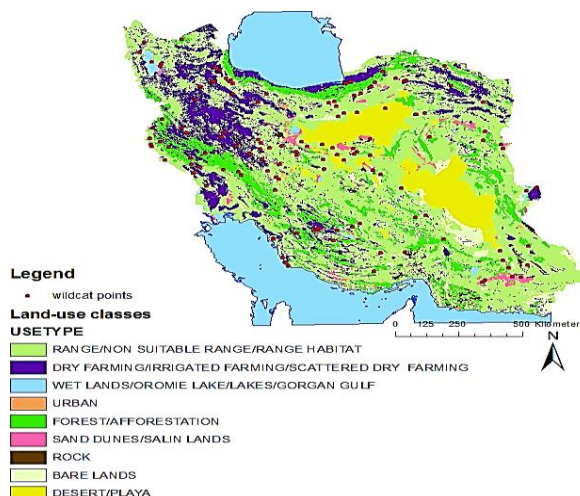 Legend
wildcat points
Land-use classes
USETYPE
0 125 250 500 Kilometer
N
RANGE/NON SUITABLE RANGE/RANGE HABITAT
DRY FARMING/IRRIGATED FARMING/SCATTERED DRY FARMING
WET LANDS/OROMIE LAKE/LAKES/GORGAN GULF
URBAN
FOREST/AFFORESTATION
SAND DUNES/SALIN LANDS
ROCK
BARE LANDS
DESERT/PLAYA